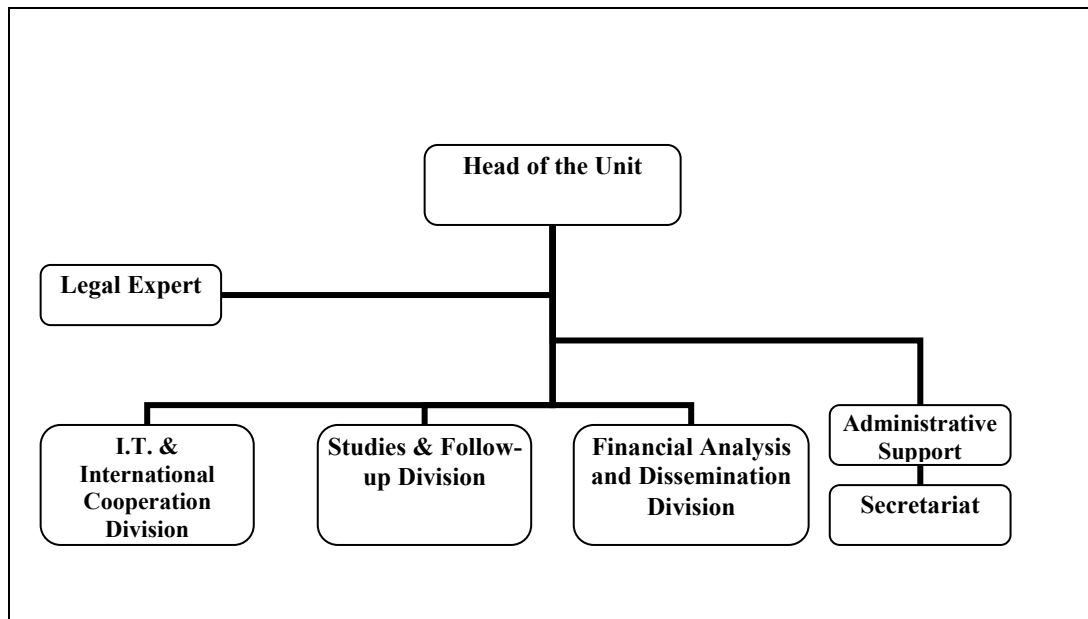 Head of the Unit
Legal Expert
I.T. &
International
Cooperation
Division
Studies & Follow-
up Division
Financial Analysis
and Dissemination
Division
Administrative
Support
Secretariat